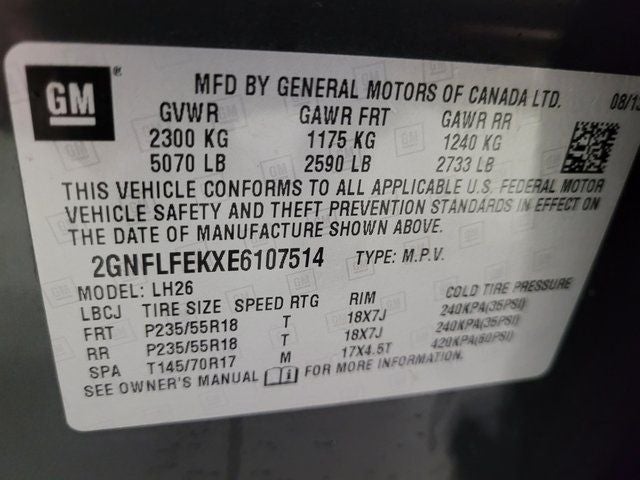 GM ®
MFD BY GENERAL MOTORS OF CANADA LTD. 08/13
GVWR GAWR FRT GAWR RR
2300 KG 1175 KG 1240 KG
5070 LB 2590 LB 2733 LB
THIS VEHICLE CONFORMS TO ALL APPLICABLE U.S. FEDERAL MOTOR
VEHICLE SAFETY AND THEFT PREVENTION STANDARDS IN EFFECT ON
THE DATE OF MANUFACTURE SHOWN ABOVE.
2GNFLFEKXE6107514 TYPE: M.P.V.
MODEL: LH26
LBCJ TIRE SIZE SPEED RTG RIM COLD TIRE PRESSURE
FRT P235/55R18 T 18X7J 240KPA(35PSI)
RR P235/55R18 T 18X7J 240KPA(35PSI)
SPA T145/70R17 M 17X4.5T 420KPA(60PSI)
SEE OWNER'S MANUAL FOR MORE INFORMATION.